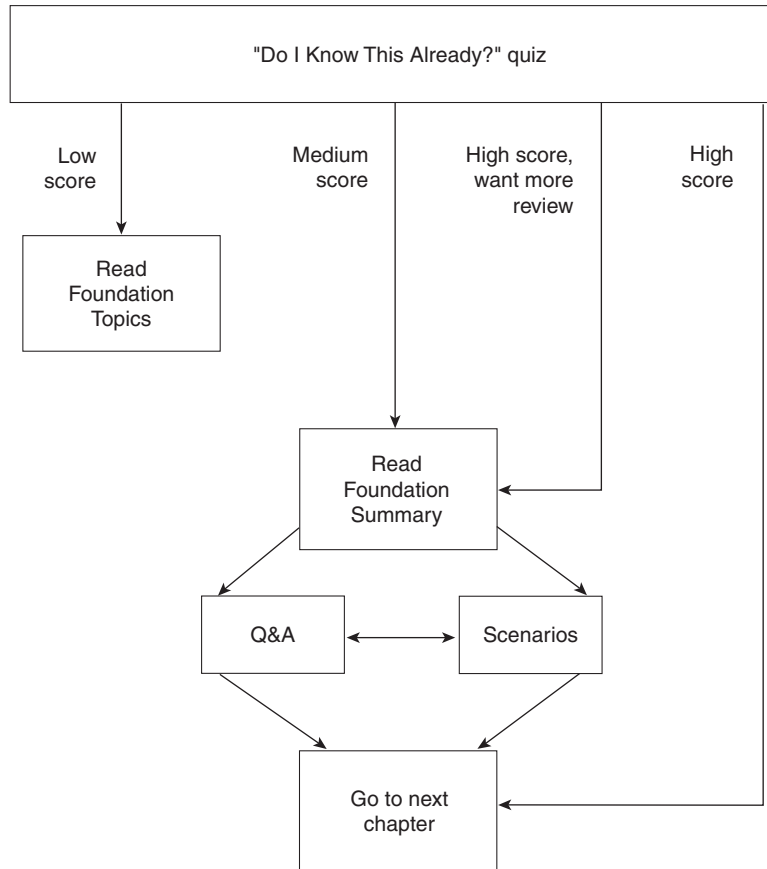 "Do I Know This Already?" quiz
Low
score
Medium
score
High score,
want more
review
High
score
Read
Foundation
Topics
Read
Foundation
Summary
Q&A
Scenarios
Go to next
chapter